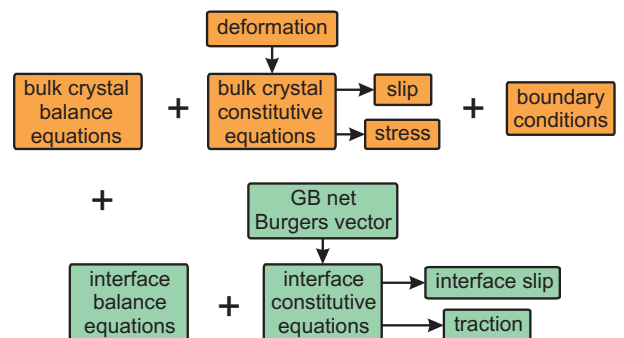 deformation
bulk crystal
balance
equations
+
bulk crystal
constitutive
equations
slip
stress
+
boundary
conditions
+
GB net
Burgers vector
interface
balance
equations
+
interface
constitutive
equations
interface slip
traction